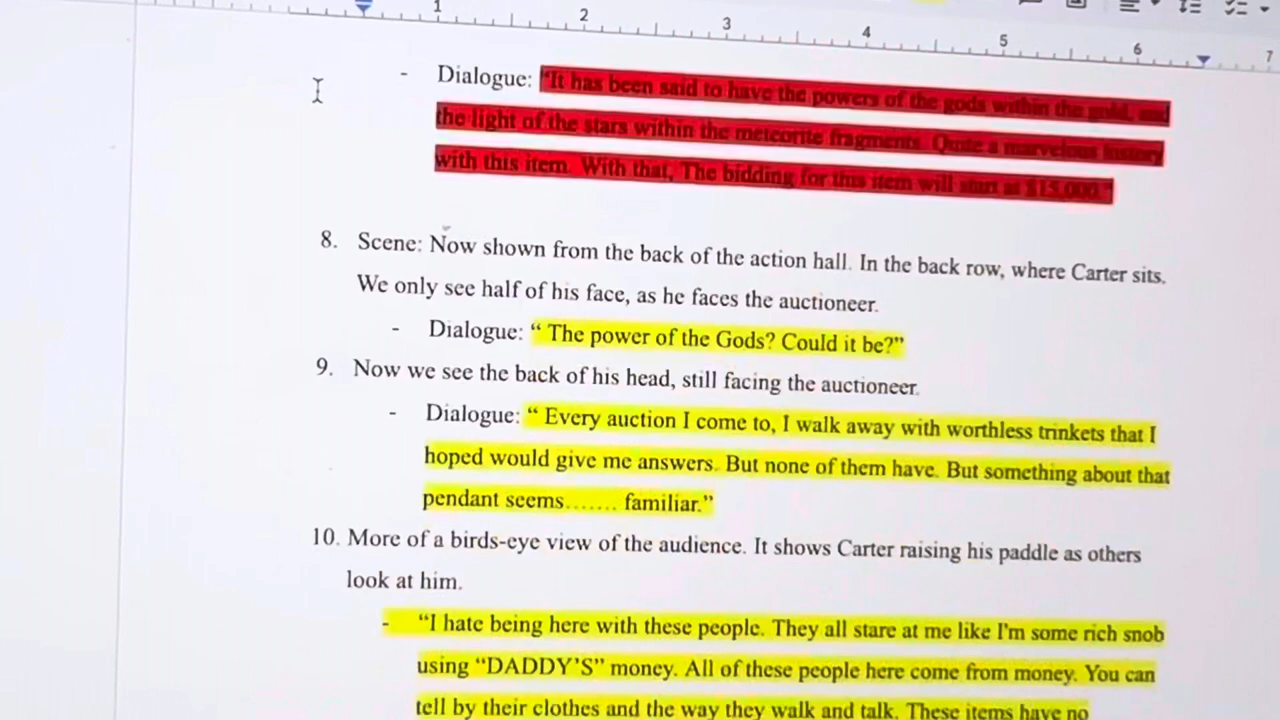 1 2 3 4 5 6 7
- Dialogue: “It has been said to have the powers of the gods within the gold, and
the light of the stars within the meteorite fragments. Quite a marvelous history
with this item. With that, The bidding for this item will start at $15,000.”
8. Scene: Now shown from the back of the action hall. In the back row, where Carter sits.
We only see half of his face, as he faces the auctioneer.
- Dialogue: “ The power of the Gods? Could it be?”
9. Now we see the back of his head, still facing the auctioneer.
- Dialogue: “ Every auction I come to, I walk away with worthless trinkets that I
hoped would give me answers. But none of them have. But something about that
pendant seems....... familiar.”
10. More of a birds-eye view of the audience. It shows Carter raising his paddle as others
look at him.
- “I hate being here with these people. They all stare at me like I'm some rich snob
using “DADDY’S” money. All of these people here come from money. You can
tell by their clothes and the way they walk and talk. These items have no